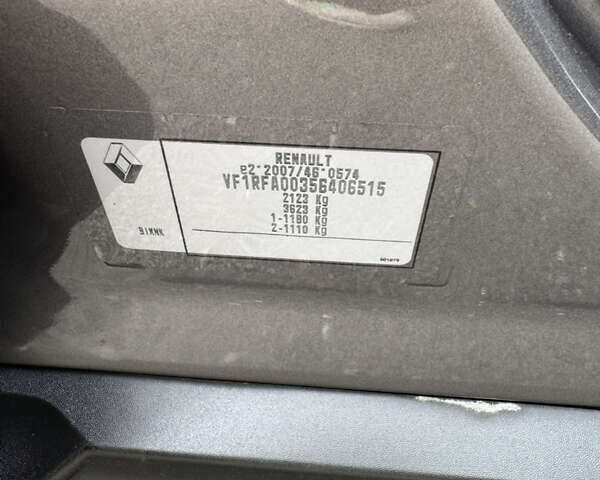 RENAULT
e2*2007/46*0574
VF1RFA00356406515
2123 Kg
3623 Kg
1-1180 Kg
2-1110 Kg